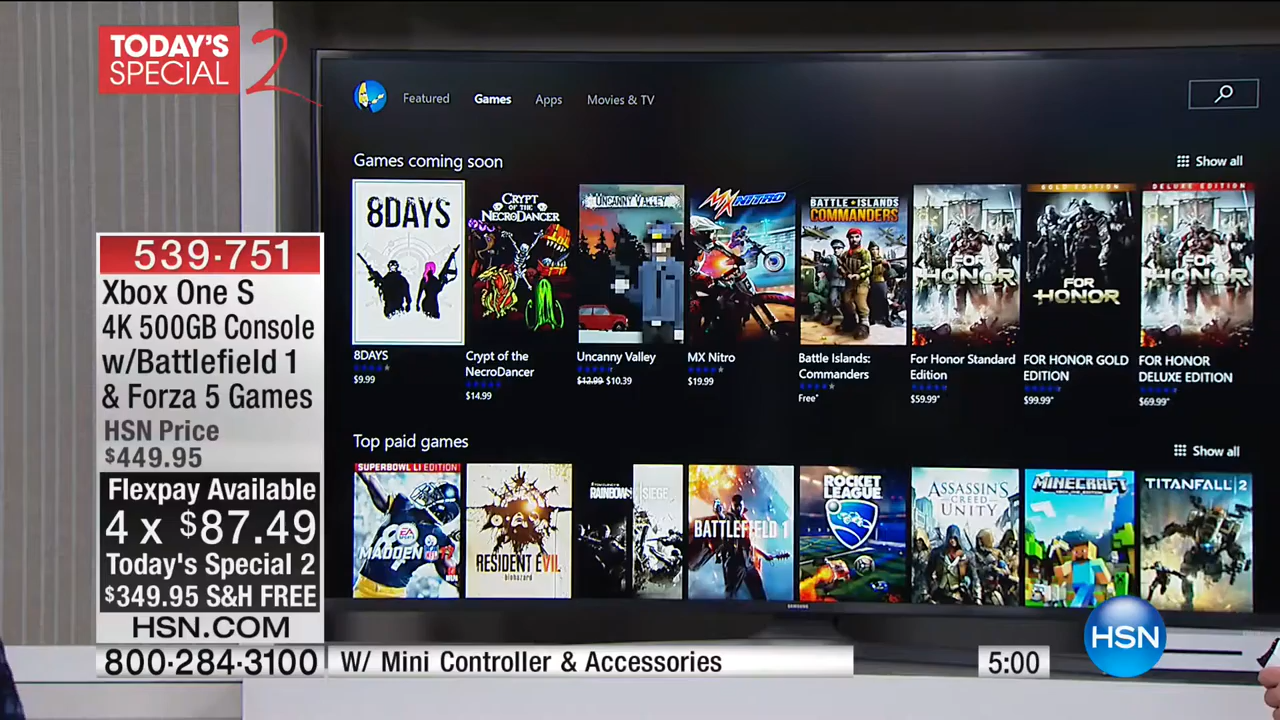 TODAY'S
SPECIAL 2
Featured Games Apps Movies & TV
Games coming soon
Show all
8DAYS
CRYPT
OF THE
NECRODANCER
UNCANNY VALLEY
MX NITRO
BATTLE ISLANDS
COMMANDERS
FOR
HONOR
GOLD EDITION
FOR
HONOR
DELUXE EDITION
FOR
HONOR
8DAYS
$9.99
Crypt of the
NecroDancer
$14.99
Uncanny Valley
$12.99 $10.39
MX Nitro
$19.99
Battle Islands:
Commanders
Free*
For Honor Standard
Edition
$59.99*
FOR HONOR GOLD
EDITION
$99.99*
FOR HONOR
DELUXE EDITION
$69.99*
Top paid games
Show all
SUPERBOWL LI EDITION
EA SPORTS
MADDEN NFL
RESIDENT EVIL
biohazard
RAINBOW SIEGE
BATTLEFIELD 1
ROCKET
LEAGUE
ASSASSIN'S
CREED
UNITY
MINECRAFT
TITANFALL 2
SAMSUNG
539·751
Xbox One S
4K 500GB Console
w/Battlefield 1
& Forza 5 Games
HSN Price
$449.95
Flexpay Available
4 x $87.49
Today's Special 2
$349.95 S&H FREE
HSN.COM
800·284·3100
W/ Mini Controller & Accessories
5:00
HSN